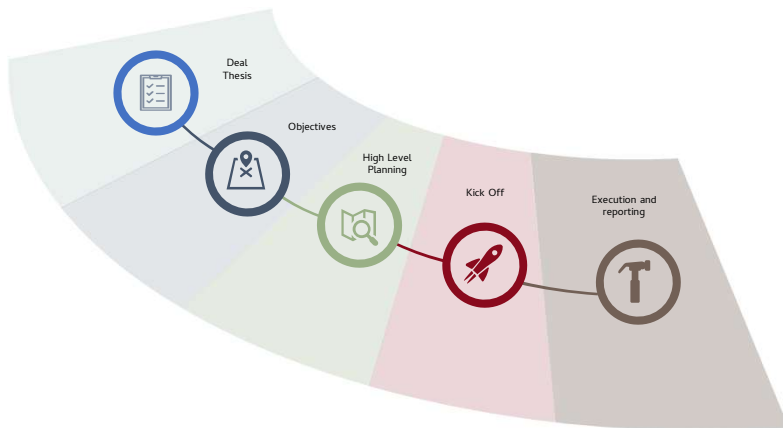 Deal
Thesis
Objectives
High Level
Planning
Kick Off
Execution and
reporting